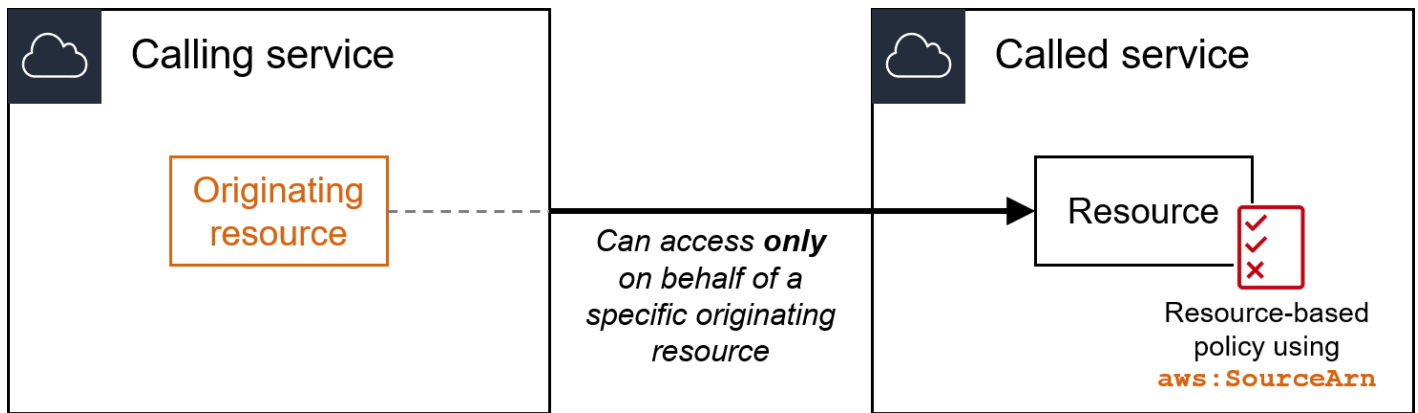 Calling service
Originating
resource
Can access only
on behalf of a
specific originating
resource
Called service
Resource
Resource-based
policy using
aws:SourceArn